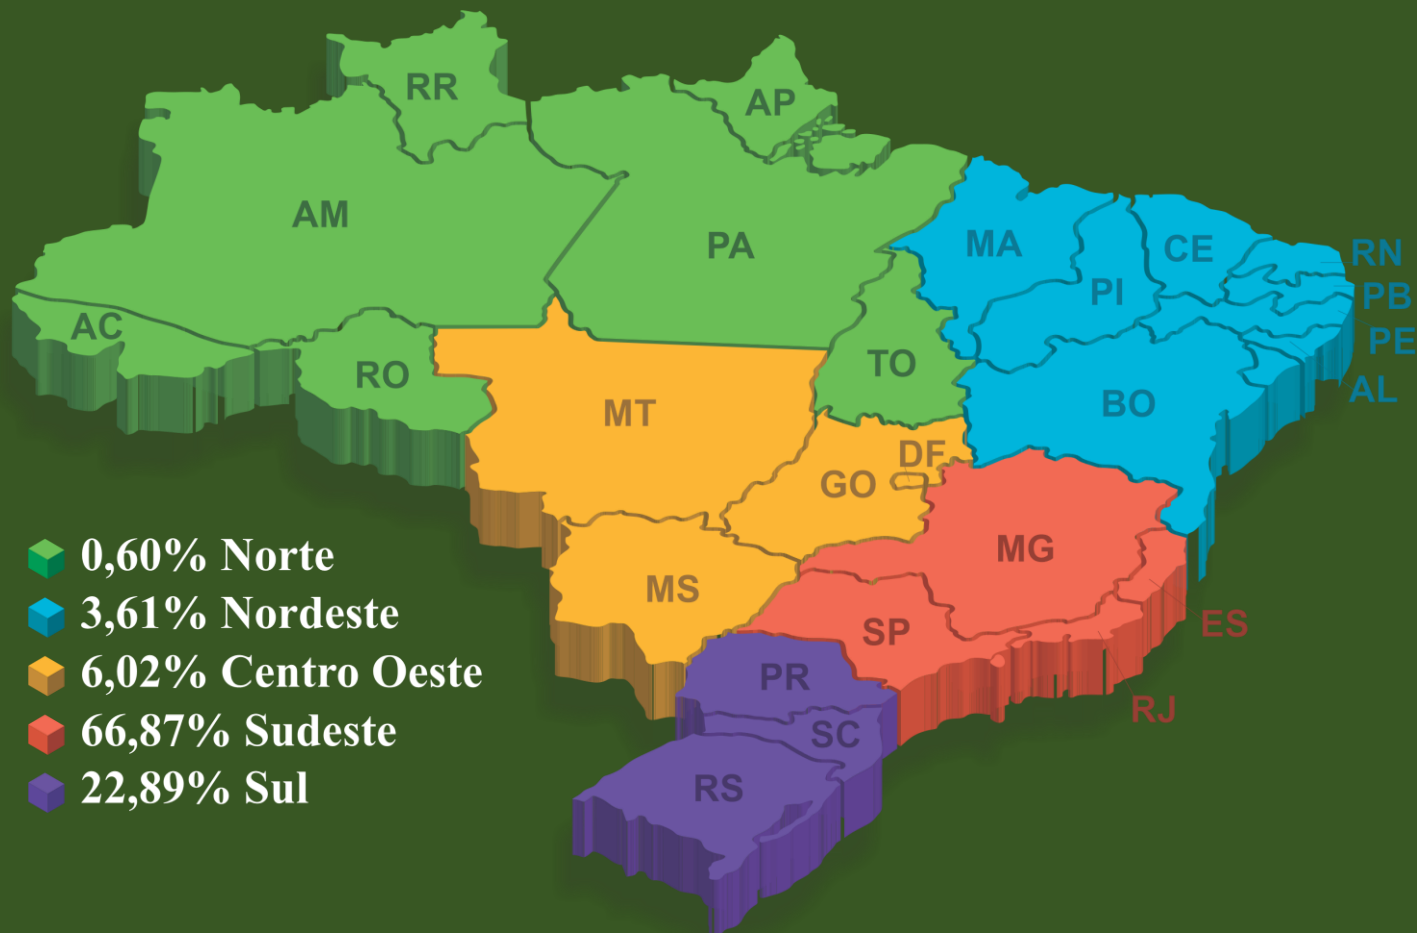 RR
AP
AM
PA
MA
CE
RN
PI
PB
AC
PE
RO
TO
AL
MT
BO
DF
GO
MG
MS
ES
SP
PR
RJ
SC
RS
0,60% Norte
3,61% Nordeste
6,02% Centro Oeste
66,87% Sudeste
22,89% Sul